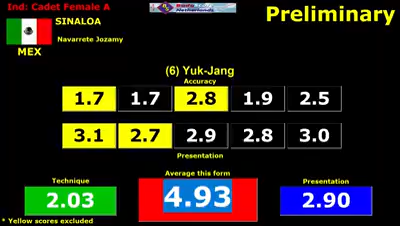 Ind: Cadet Female A
Netherlands
Preliminary
SINALOA
Navarrete Jozamy
MEX
(6) Yuk-Jang
Accuracy
1.7 1.7 2.8 1.9 2.5
3.1 2.7 2.9 2.8 3.0
Presentation
Technique
2.03
Average this form
4.93
Presentation
2.90
* Yellow scores excluded